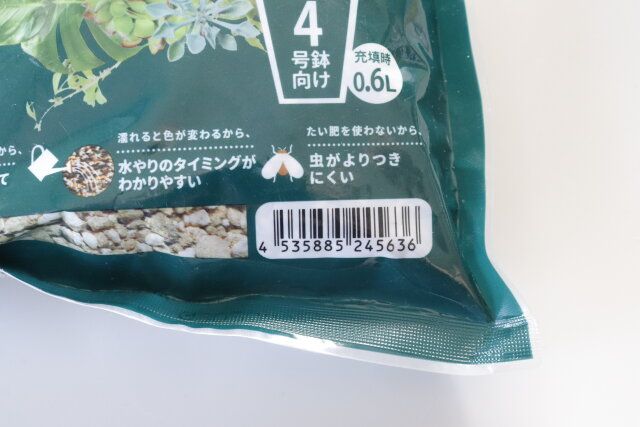 4
号鉢
向け
充填時
0.6L
から、
て
濡れると色が変わるから、
水やりのタイミングが
わかりやすい
たい肥を使わないから、
虫がよりつき
にくい
4 535885 245636